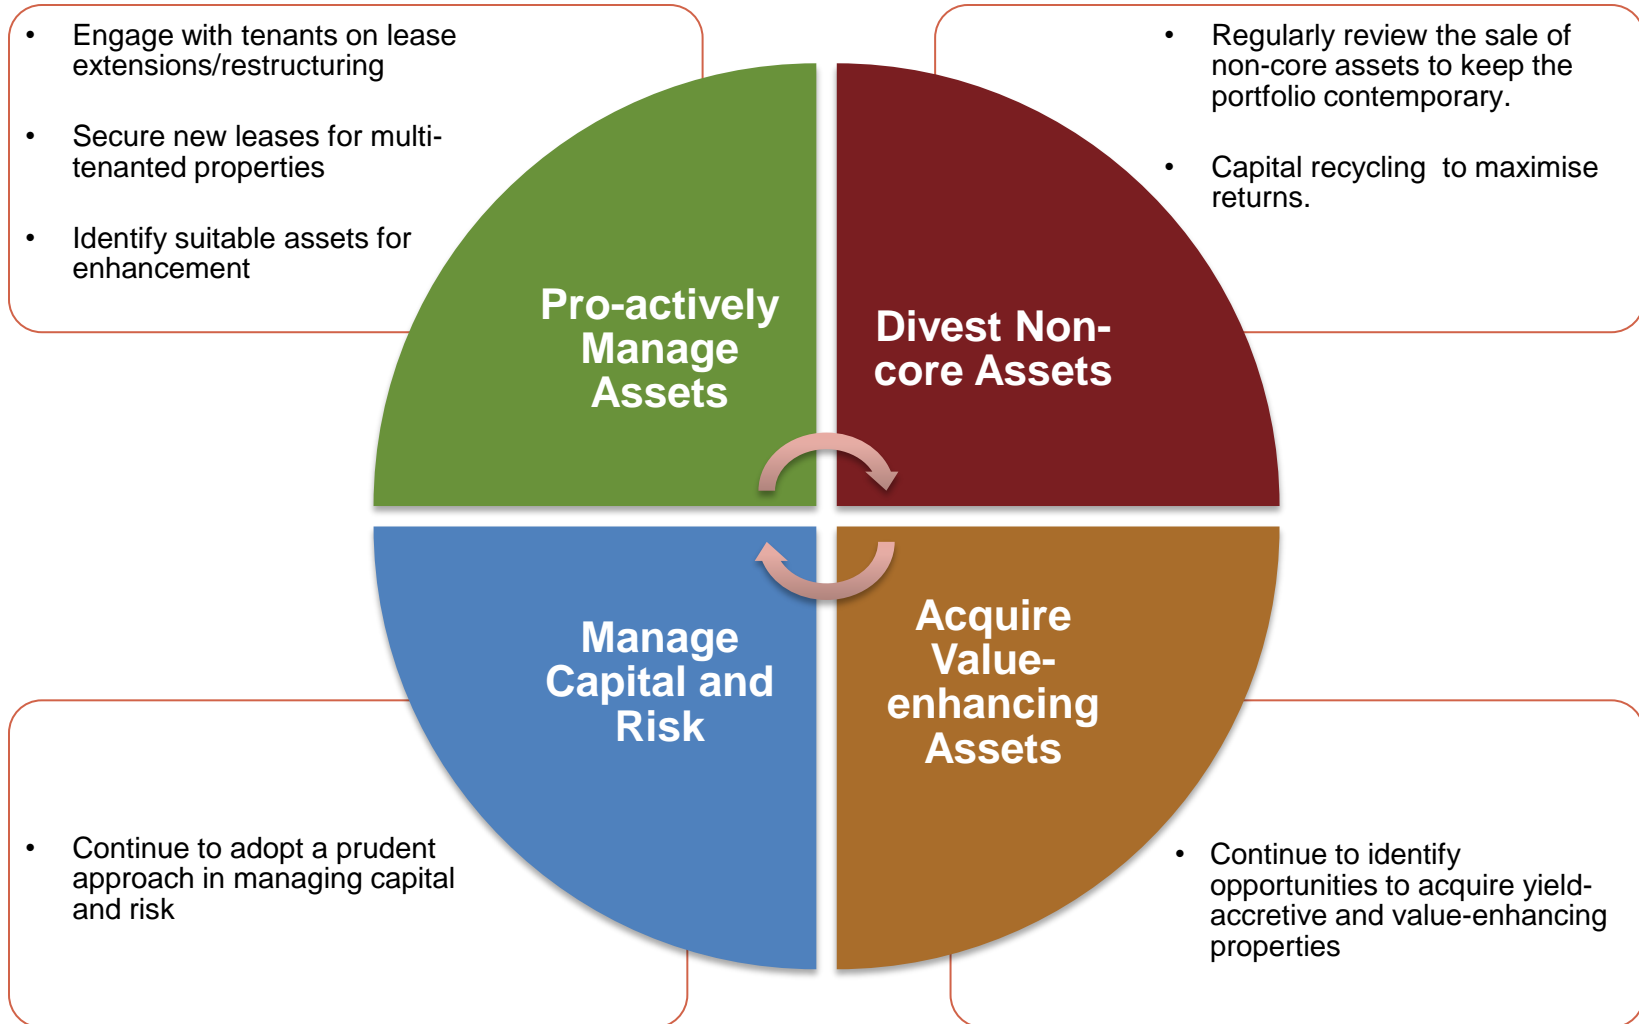 • Engage with tenants on lease
extensions/restructuring
• Secure new leases for multi-
tenanted properties
• Identify suitable assets for
enhancement
• Regularly review the sale of
non-core assets to keep the
portfolio contemporary.
• Capital recycling  to maximise
returns.
Pro-actively
Manage
Assets
Divest Non-
core Assets
Manage
Capital and
Risk
Acquire
Value-
enhancing
Assets
• Continue to adopt a prudent
approach in managing capital
and risk
• Continue to identify
opportunities to acquire yield-
accretive and value-enhancing
properties